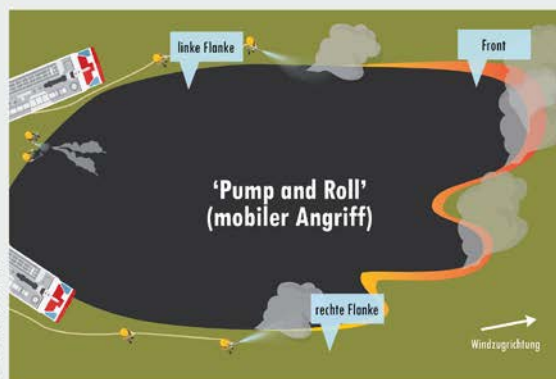 linke Flanke
Front
'Pump and Roll'
(mobiler Angriff)
rechte Flanke
Windzugrichtung